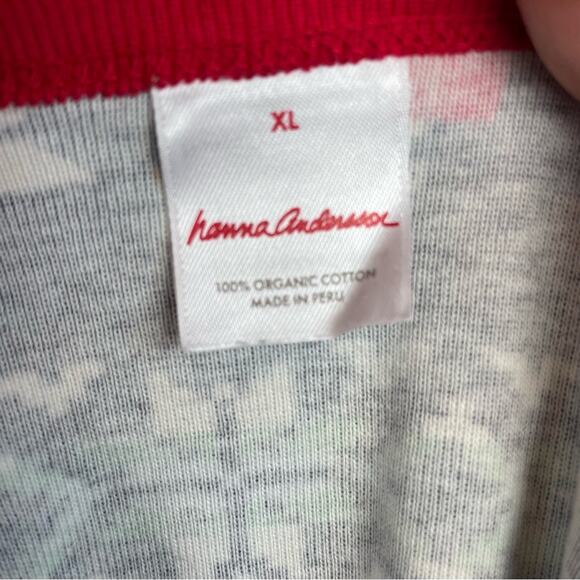 XL
hanna Andersson
100% ORGANIC COTTON
MADE IN PERU